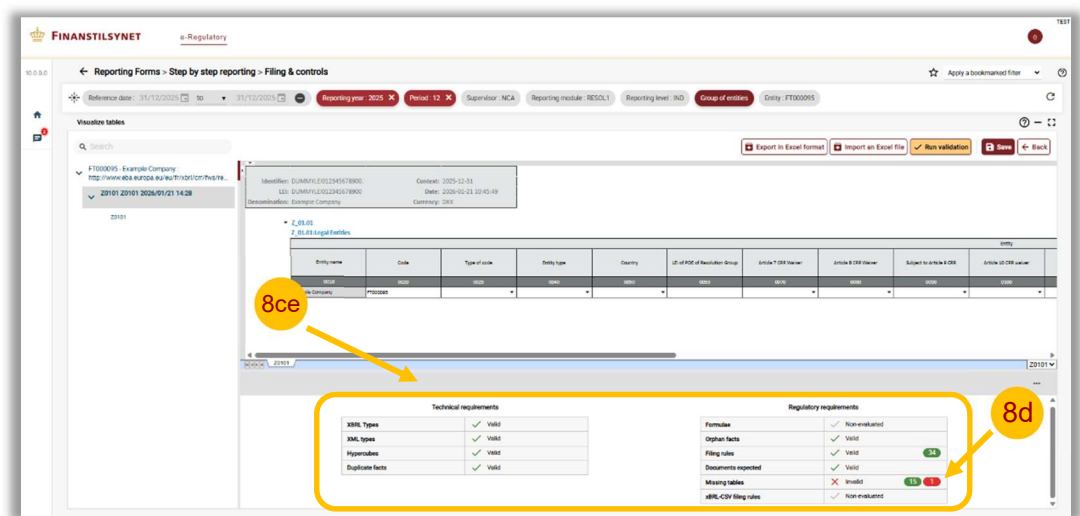 TEST
FINANSTILSYNET e-Regulatory
10.0.0.0
← Reporting Forms > Step by step reporting > Filing & controls Apply a bookmarked filter
Reference date : 31/12/2025 to 31/12/2025 Reporting year : 2025 Period : 12 Supervisor : NCA Reporting module : RESOL1 Reporting level : IND Group of entities Entity : FT000095
Visualize tables
Search Export in Excel format Import an Excel file Run validation Save ← Back
FT000095 - Example Company :
http://www.eba.europa.eu/eu/fr/xbrl/crr/fws/re...
Z0101 Z0101 2026/01/21 14:28
Z0101
Identifier: DUMMYLEI012345678900 Context: 2025-12-31
LEI: DUMMYLEI012345678900 Date: 2026-01-21 10:45:49
Denomination: Example Company Currency: DKK
Z_01.01
Z_01.01:Legal Entities
Entity
Entity name Code Type of code Entity type Country LEI of POE of Resolution Group Article 7 CRR Waiver Article 8 CRR Waiver Subject to Article 9 CRR Article 10 CRR waiver
0010 0020 0025 0040 0050 0060 0070 0080 0090 0100
Company FT000095
8ce
Z0101 Z0101
8d
Technical requirements Regulatory requirements
XBRL Types Valid Formulae Non-evaluated
XML types Valid Orphan facts Valid
Hypercubes Valid Filing rules Valid 34
Duplicate facts Valid Documents expected Valid
Missing tables Invalid 15 1
xBRL-CSV filing rules Non-evaluated